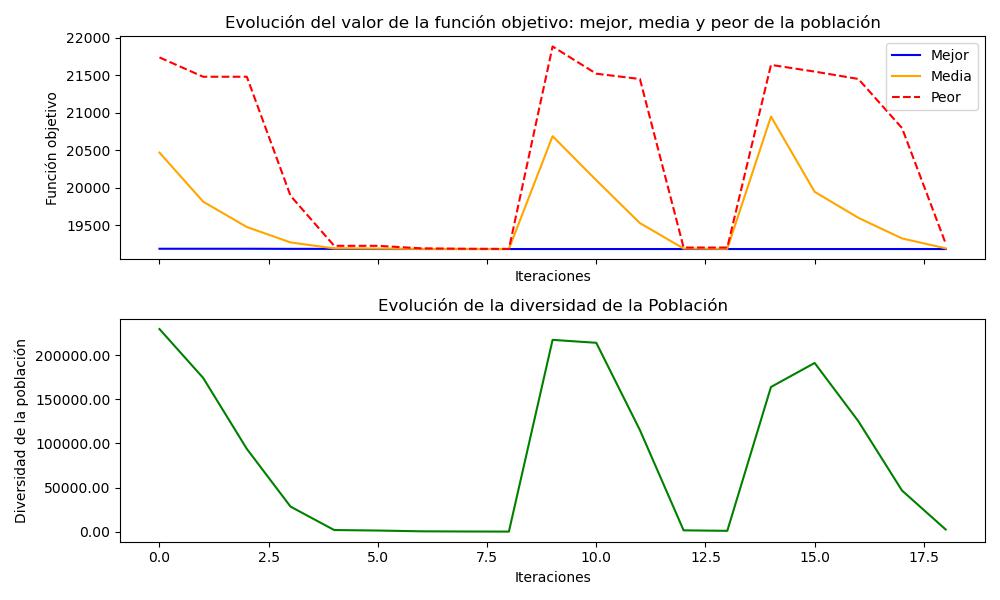 Evolución del valor de la función objetivo: mejor, media y peor de la población
22000
21500
21000
20500
20000
19500
Función objetivo
Mejor
Media
Peor
Iteraciones
Evolución de la diversidad de la Población
200000.00
150000.00
100000.00
50000.00
0.00
Diversidad de la población
0.0 2.5 5.0 7.5 10.0 12.5 15.0 17.5
Iteraciones